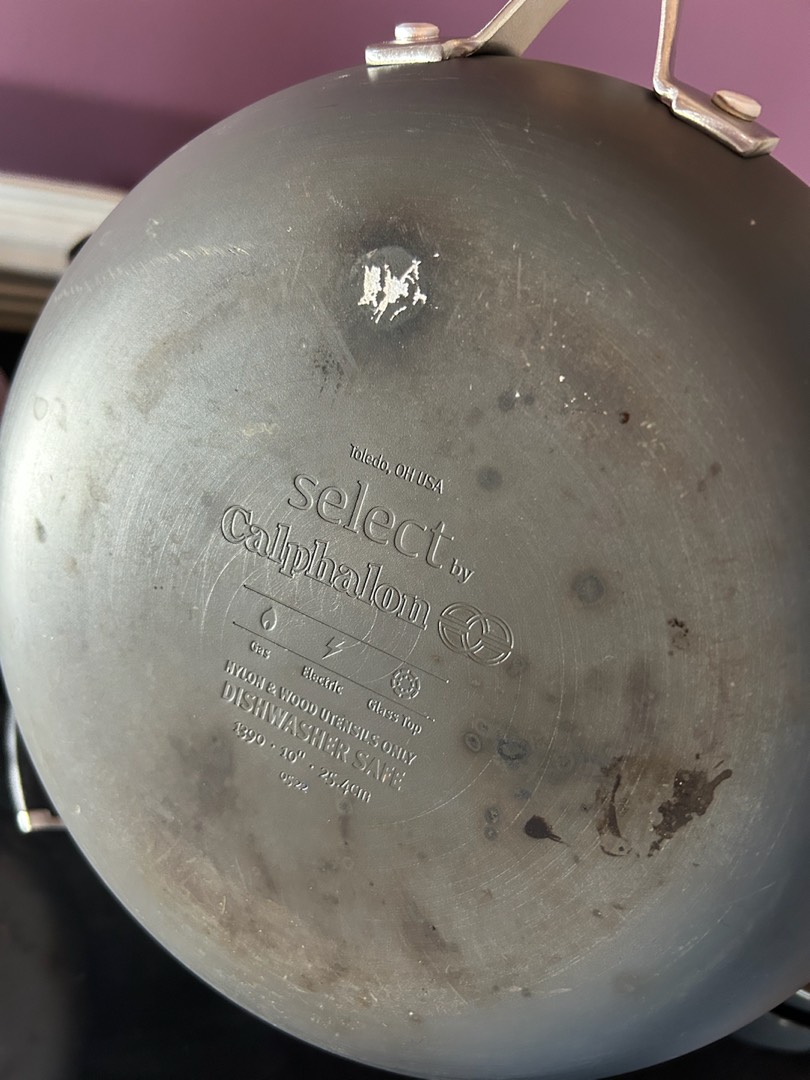 Toledo, OH USA
select by
Calphalon
Gas Electric Glass Top
NYLON & WOOD UTENSILS ONLY
DISHWASHER SAFE
1390 · 10" · 25.4cm
0522